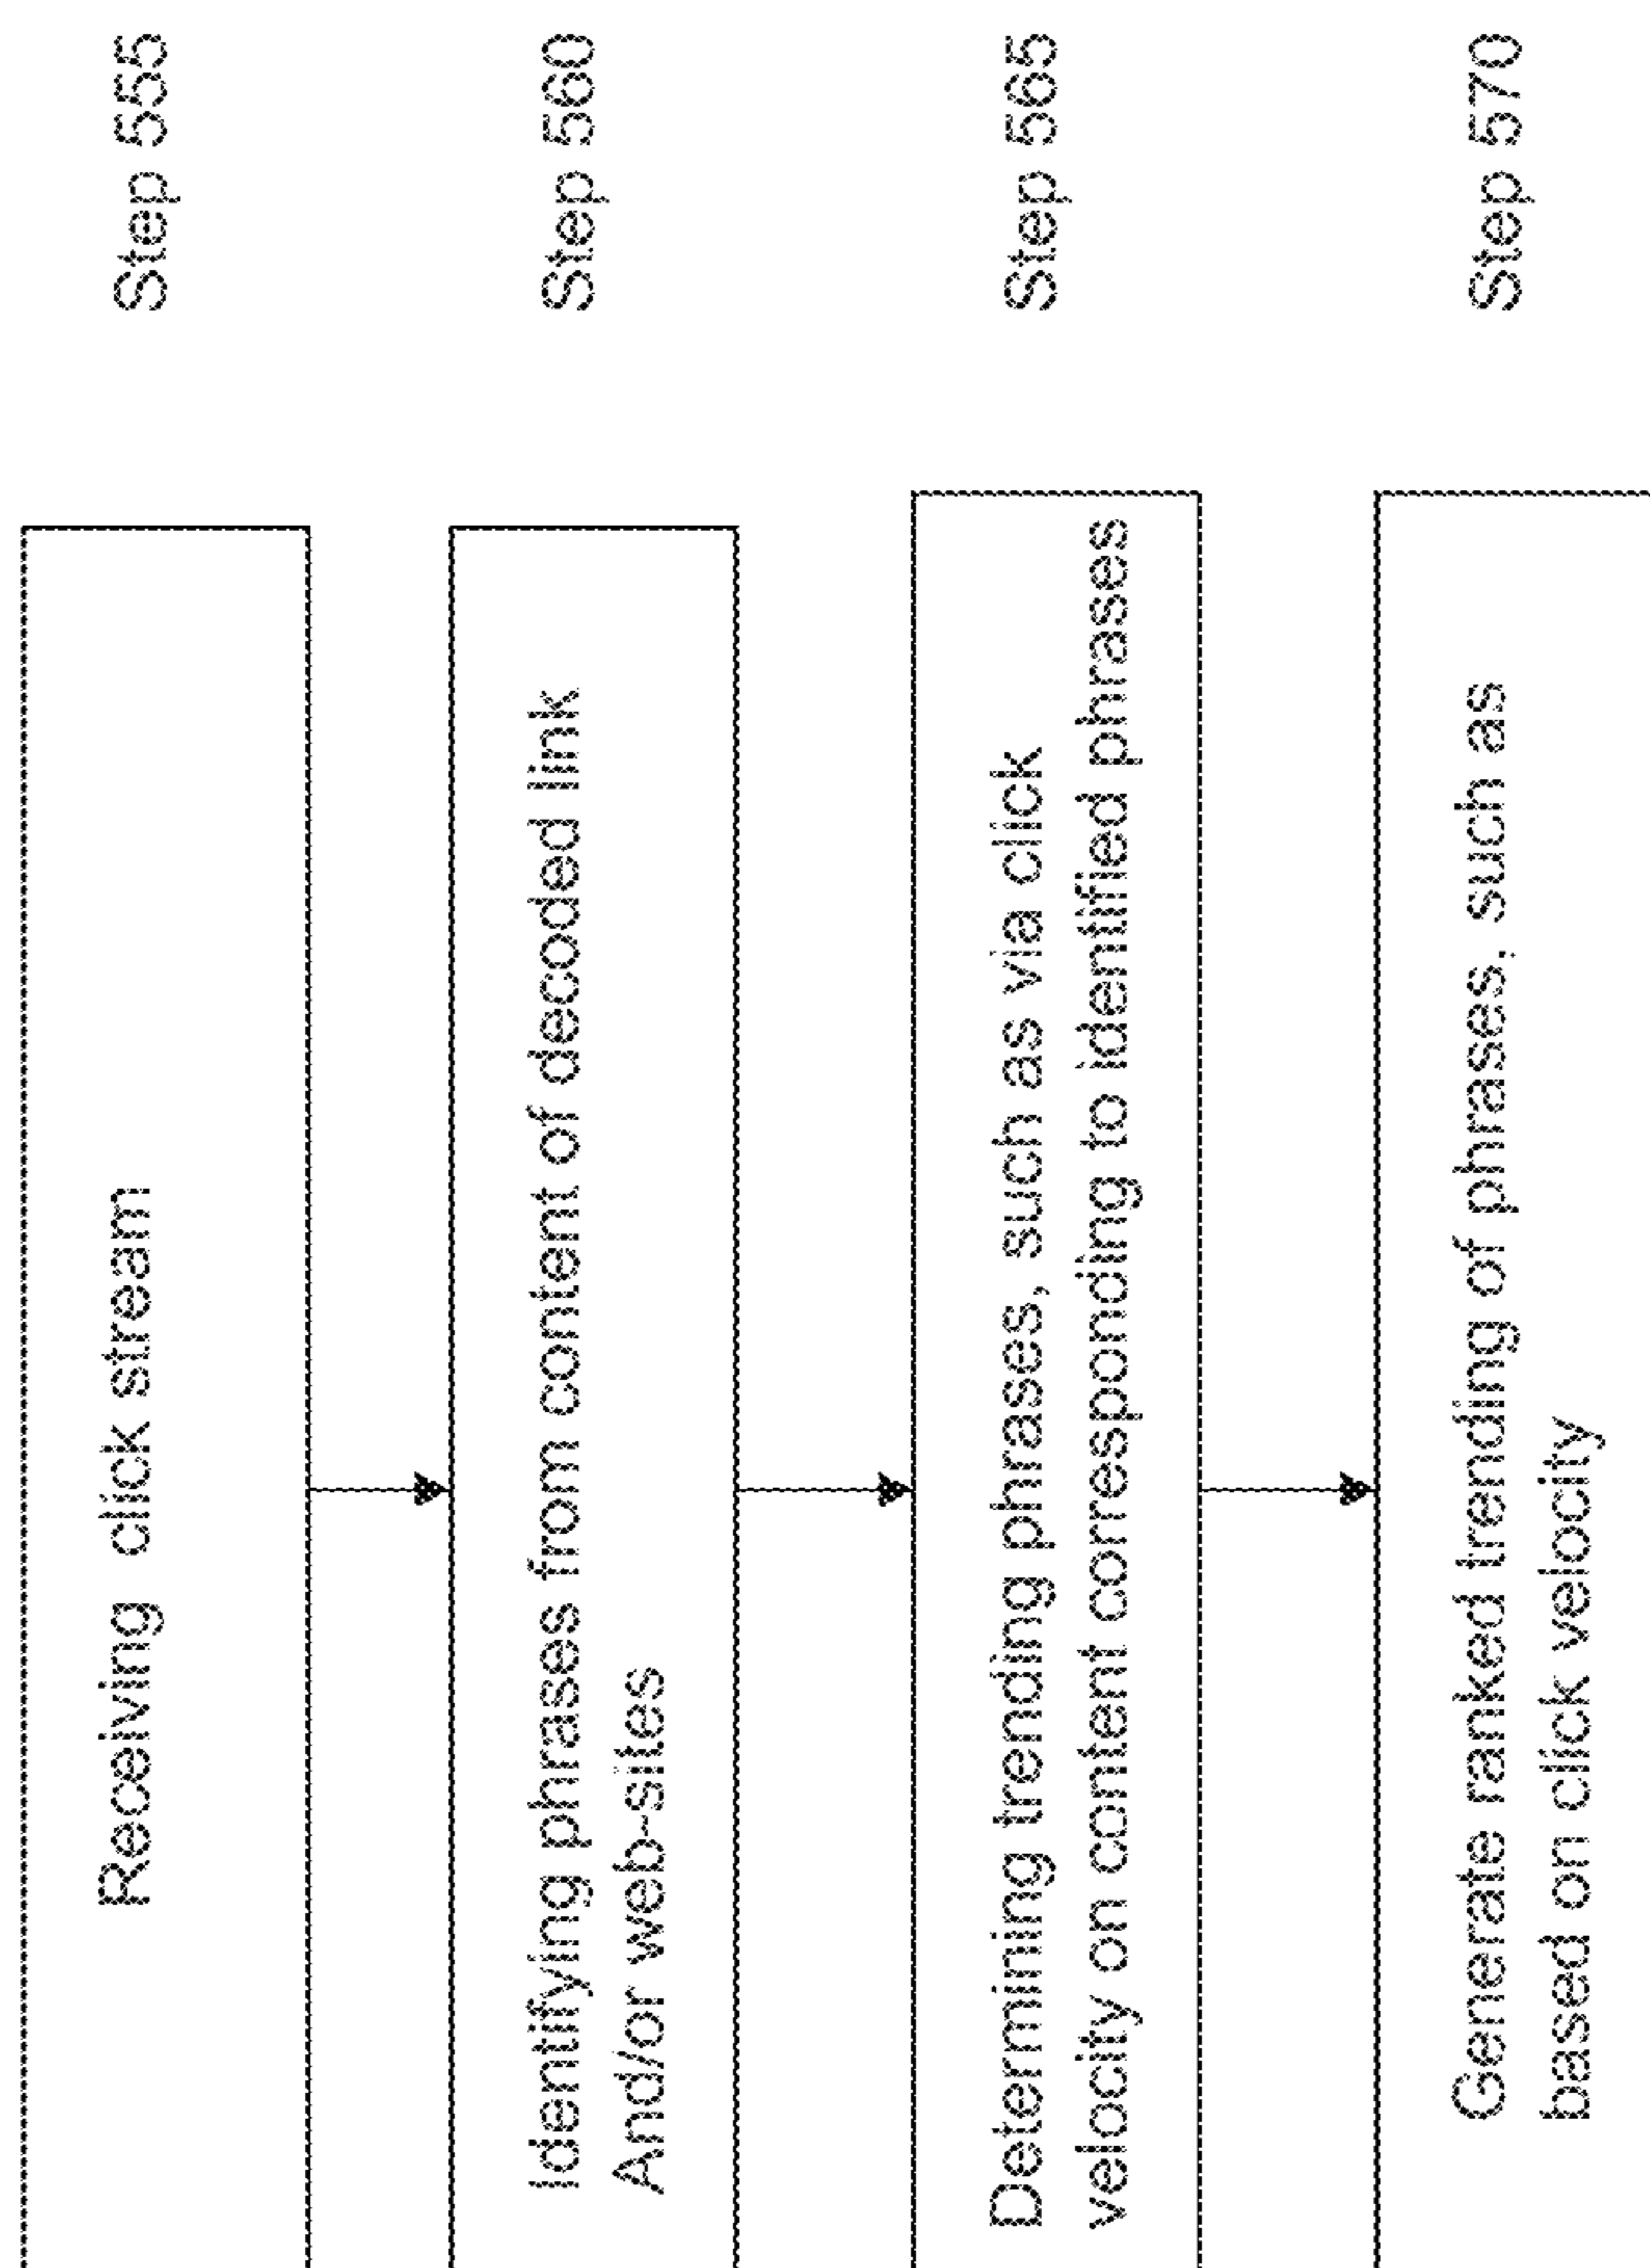 Receiving click stream
Step 555
Identifying phrases from content of decoded link
And/or web-sites
Step 560
Determining trending phrases, such as via click
velocity on content corresponding to identified phrases
Step 565
Generate ranked trending of phrases, such as
based on click velocity
Step 570